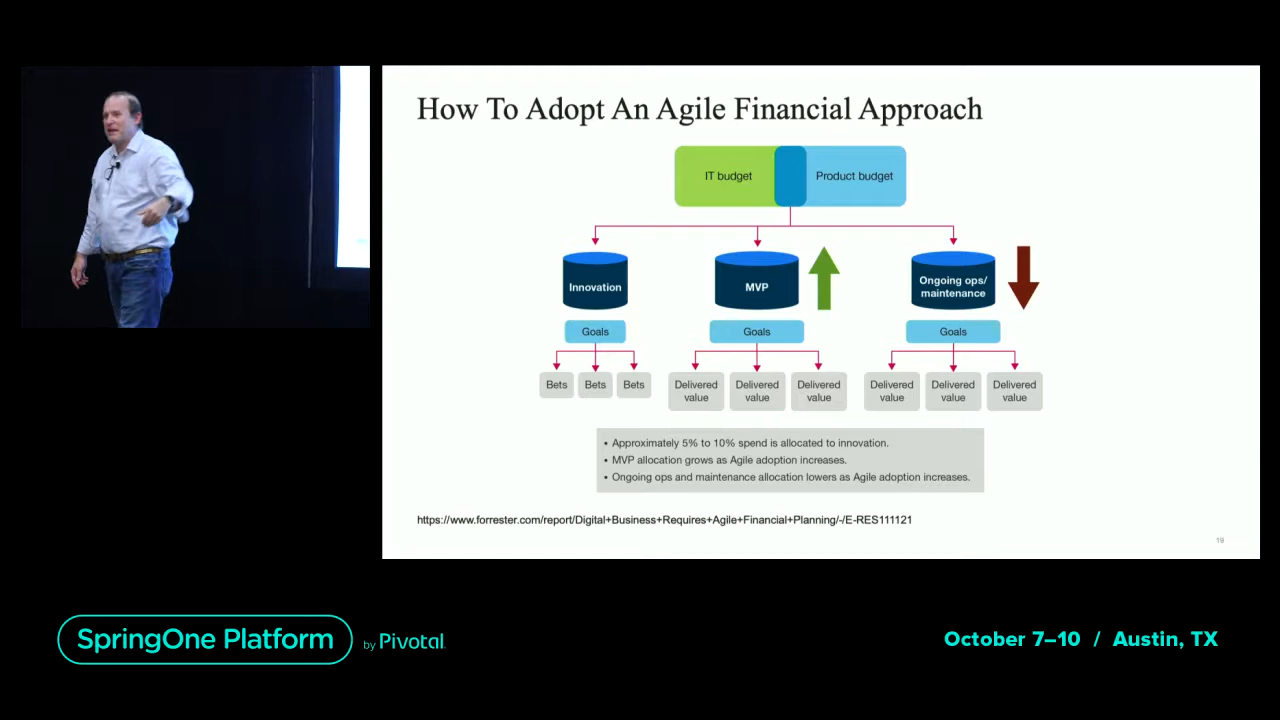 How To Adopt An Agile Financial Approach
IT budget
Product budget
Innovation
MVP
Ongoing ops/
maintenance
Goals
Goals
Goals
Bets
Bets
Bets
Delivered
value
Delivered
value
Delivered
value
Delivered
value
Delivered
value
Delivered
value
• Approximately 5% to 10% spend is allocated to innovation.
• MVP allocation grows as Agile adoption increases.
• Ongoing ops and maintenance allocation lowers as Agile adoption increases.
https://www.forrester.com/report/Digital+Business+Requires+Agile+Financial+Planning/-/E-RES111121
19
SpringOne Platform
by Pivotal.
October 7–10 / Austin, TX